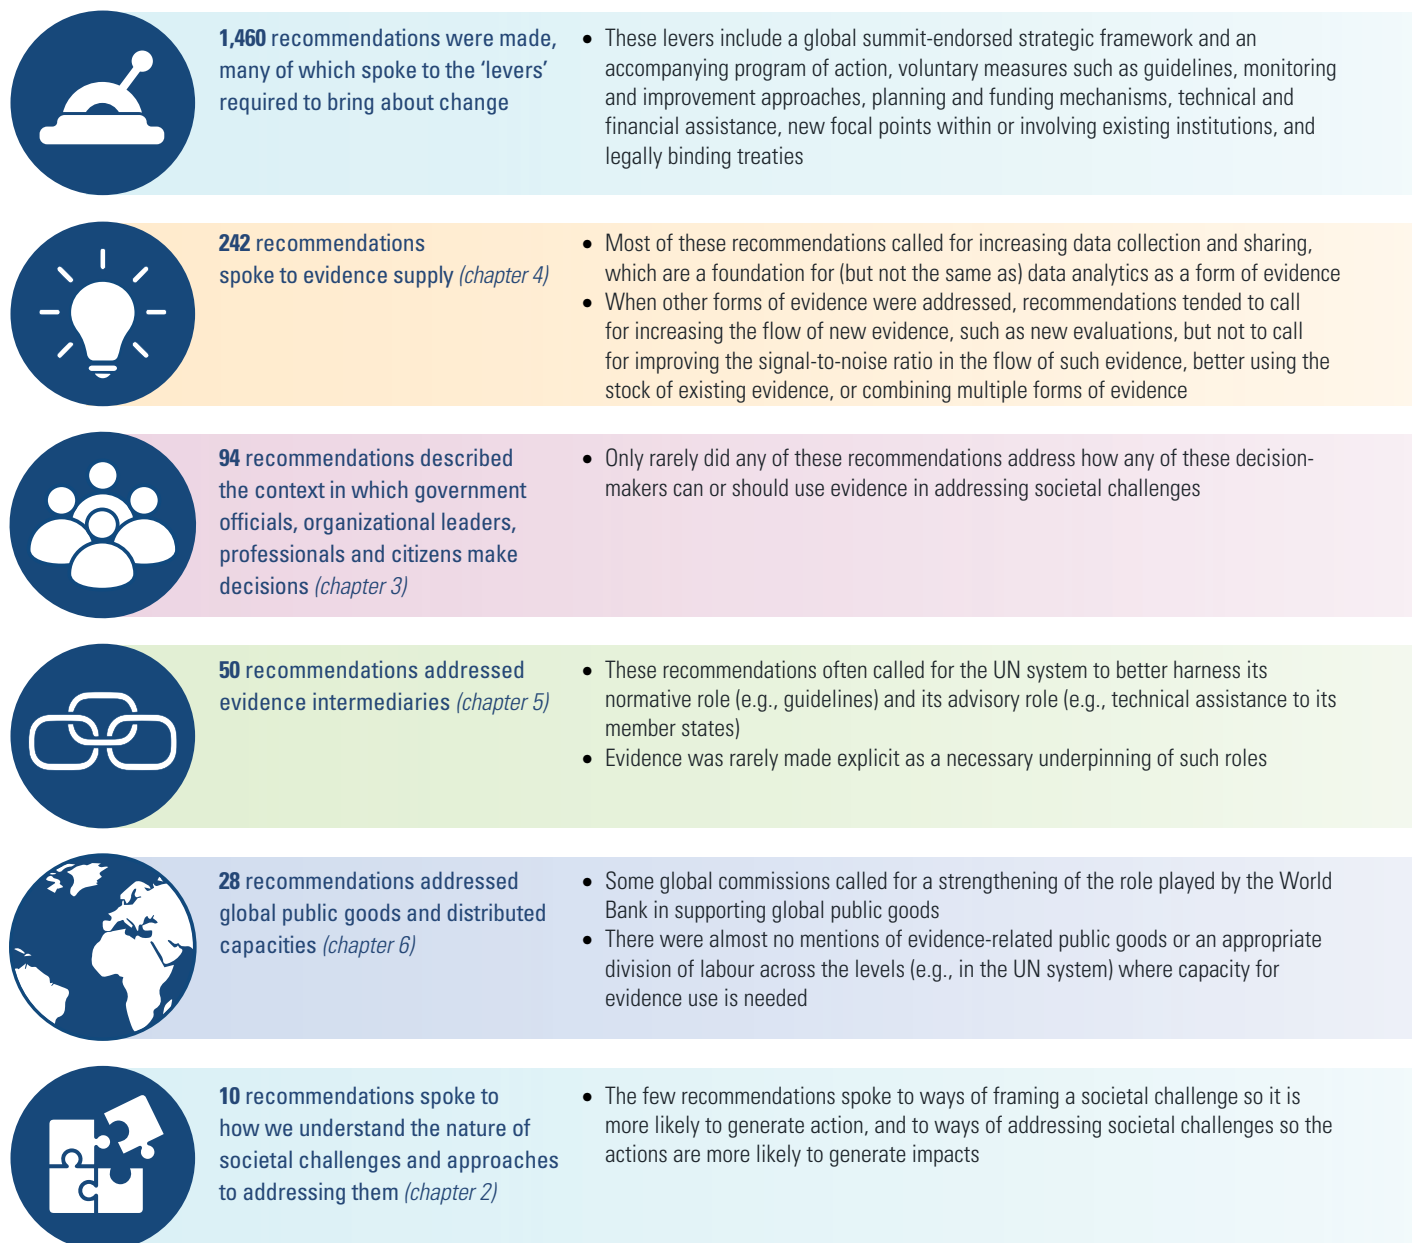 1,460 recommendations were made,
many of which spoke to the ‘levers’
required to bring about change
• These levers include a global summit-endorsed strategic framework and an
accompanying program of action, voluntary measures such as guidelines, monitoring
and improvement approaches, planning and funding mechanisms, technical and
financial assistance, new focal points within or involving existing institutions, and
legally binding treaties
242 recommendations
spoke to evidence supply (chapter 4)
• Most of these recommendations called for increasing data collection and sharing,
which are a foundation for (but not the same as) data analytics as a form of evidence
• When other forms of evidence were addressed, recommendations tended to call
for increasing the flow of new evidence, such as new evaluations, but not to call
for improving the signal-to-noise ratio in the flow of such evidence, better using the
stock of existing evidence, or combining multiple forms of evidence
94 recommendations described
the context in which government
officials, organizational leaders,
professionals and citizens make
decisions (chapter 3)
• Only rarely did any of these recommendations address how any of these decision-
makers can or should use evidence in addressing societal challenges
50 recommendations addressed
evidence intermediaries (chapter 5)
• These recommendations often called for the UN system to better harness its
normative role (e.g., guidelines) and its advisory role (e.g., technical assistance to its
member states)
• Evidence was rarely made explicit as a necessary underpinning of such roles
28 recommendations addressed
global public goods and distributed
capacities (chapter 6)
• Some global commissions called for a strengthening of the role played by the World
Bank in supporting global public goods
• There were almost no mentions of evidence-related public goods or an appropriate
division of labour across the levels (e.g., in the UN system) where capacity for
evidence use is needed
10 recommendations spoke to
how we understand the nature of
societal challenges and approaches
to addressing them (chapter 2)
• The few recommendations spoke to ways of framing a societal challenge so it is
more likely to generate action, and to ways of addressing societal challenges so the
actions are more likely to generate impacts